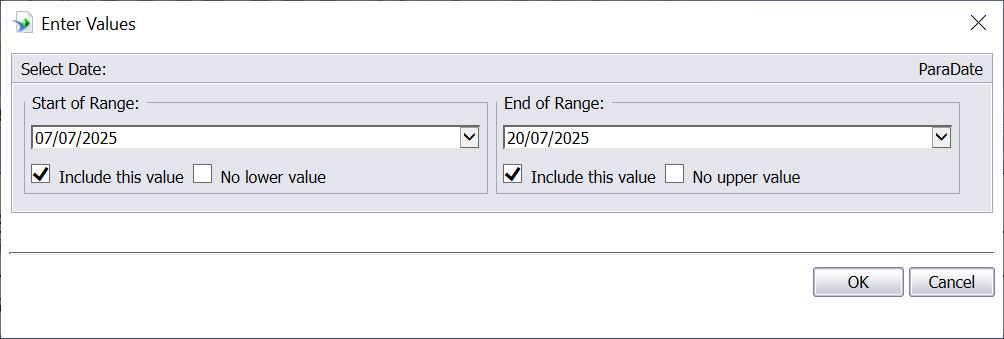 Enter Values
Select Date: ParaDate
Start of Range: End of Range:
07/07/2025 20/07/2025
Include this value No lower value Include this value No upper value
OK Cancel